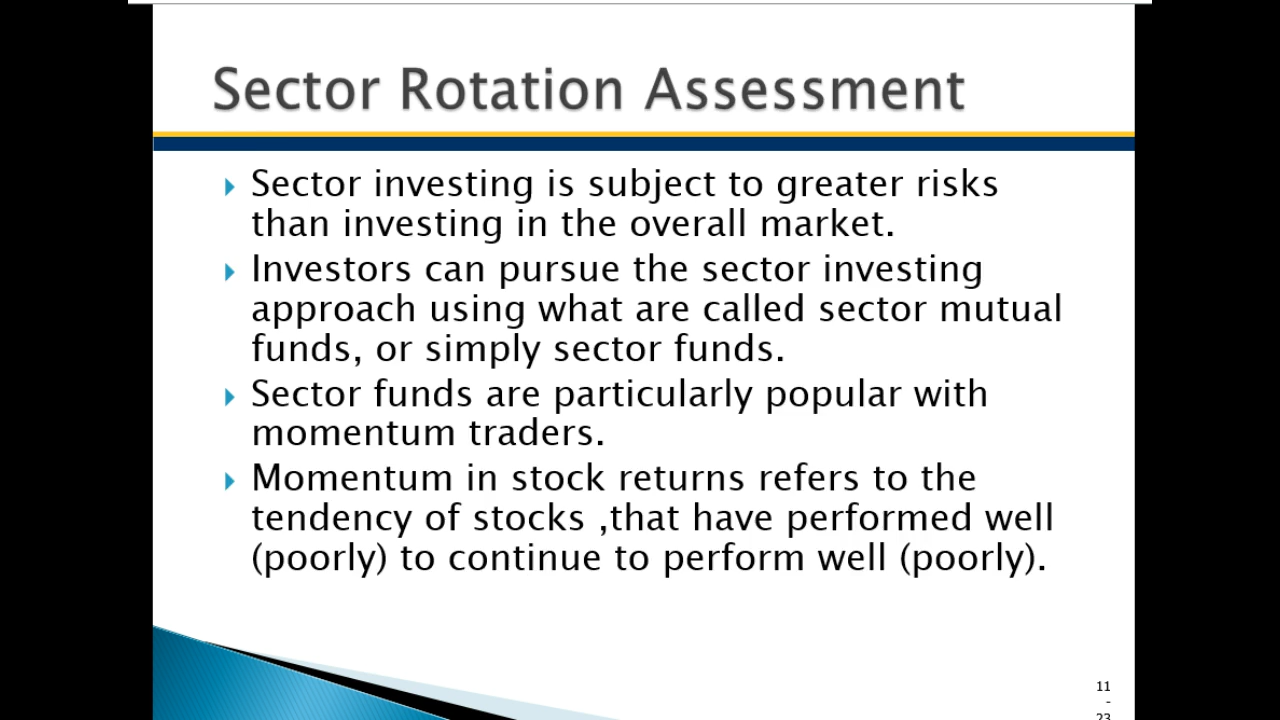 Sector Rotation Assessment
Sector investing is subject to greater risks
than investing in the overall market.
Investors can pursue the sector investing
approach using what are called sector mutual
funds, or simply sector funds.
Sector funds are particularly popular with
momentum traders.
Momentum in stock returns refers to the
tendency of stocks ,that have performed well
(poorly) to continue to perform well (poorly).
11
-
23